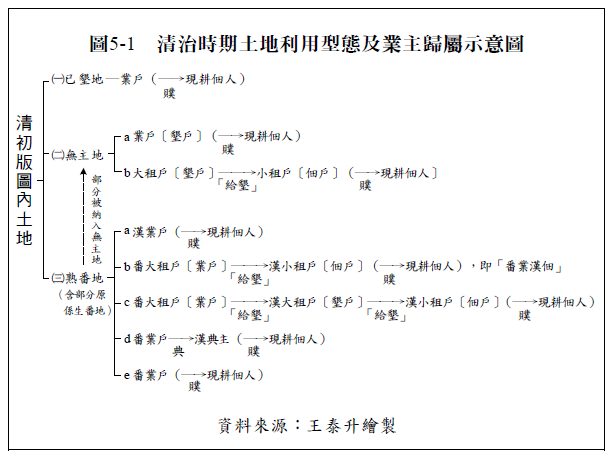 圖5-1 清治時期土地利用型態及業主歸屬示意圖
清初版圖內土地
㈠已墾地—業戶（──→現耕佃人）
贌
㈡無主地
a 業戶〔墾戶〕（──→現耕佃人）
贌
b 大租戶〔墾戶〕──→小租戶〔佃戶〕（──→現耕佃人〕
「給墾」 贌
部分被納入無主地
㈢熟番地
（含部分原係生番地）
a 漢業戶（──→現耕佃人）
贌
b 番大租戶〔業戶〕──→漢小租戶〔佃戶〕（──→現耕佃人），即「番業漢佃」
「給墾」 贌
c 番大租戶〔業戶〕──→漢大租戶〔墾戶〕──→漢小租戶〔佃戶〕（──→現耕佃人）
「給墾」 「給墾」 贌
d 番業戶──→漢典主（──→現耕佃人）
典 贌
e 番業戶（──→現耕佃人）
贌
資料來源：王泰升繪製